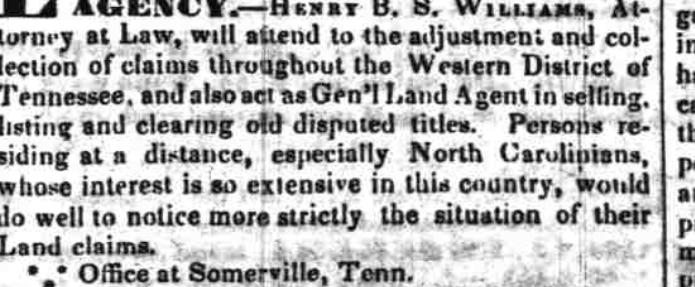 L AGENCY.—HENRY B. S. WILLIAMS, At-
torney at Law, will attend to the adjustment and col-
lection of claims throughout the Western District of
Tennessee, and also act as Gen'l Land Agent in selling,
listing and clearing old disputed titles. Persons re-
siding at a distance, especially North Carolinians,
whose interest is so extensive in this country, would
do well to notice more strictly the situation of their
Land claims.
*.* Office at Somerville, Tenn.